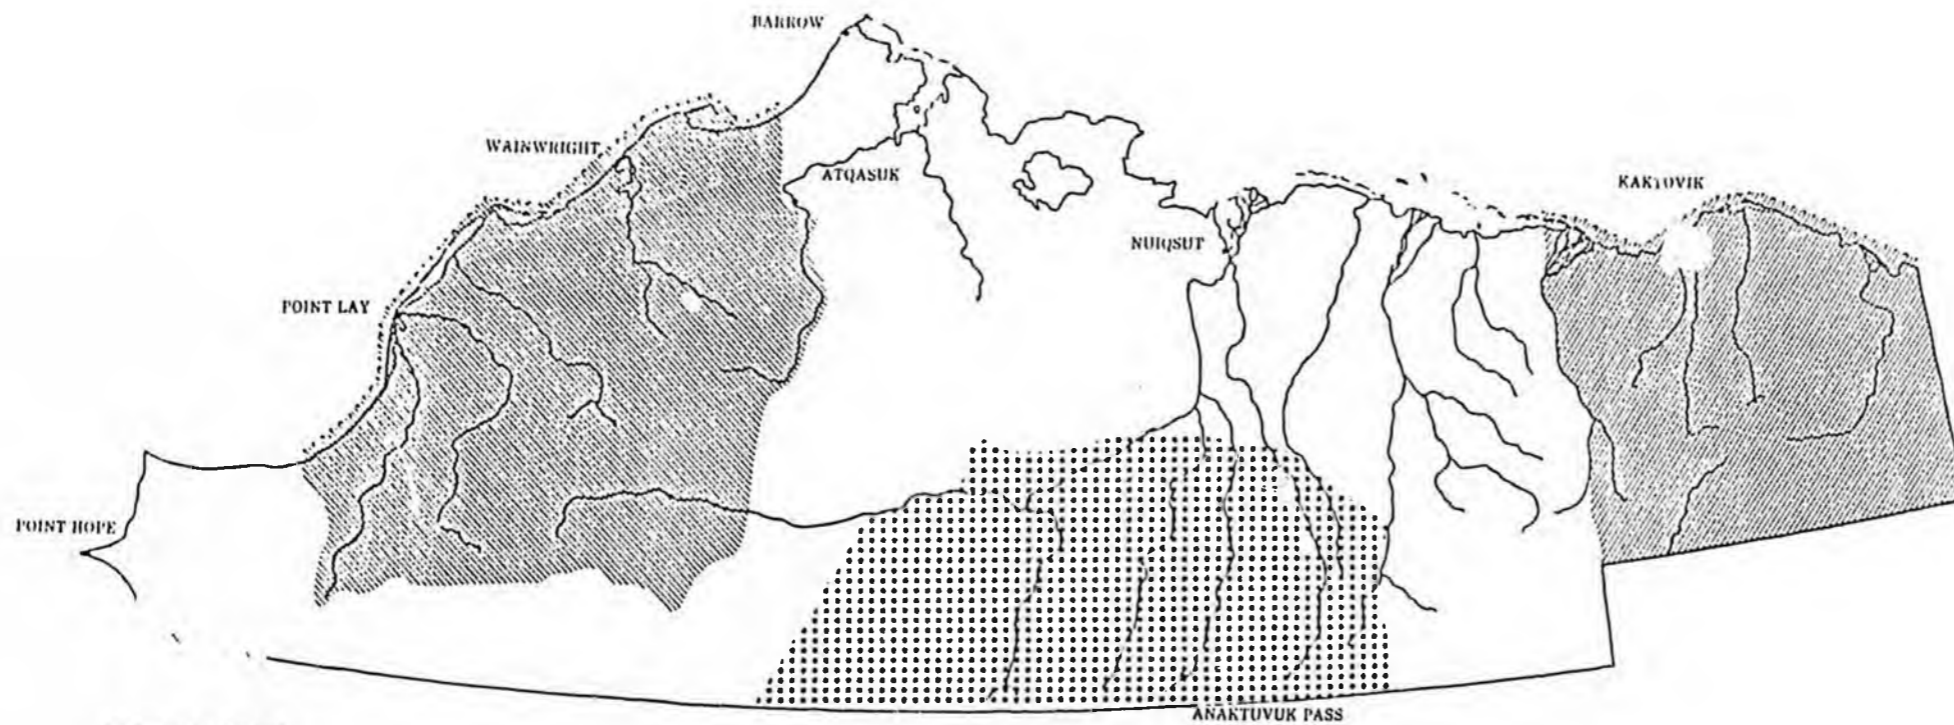 BARROW
WAINWRIGHT
ATQASUK
KAKTOVIK
NUIQSUT
POINT LAY
POINT HOPE
ANAKTUVUK PASS